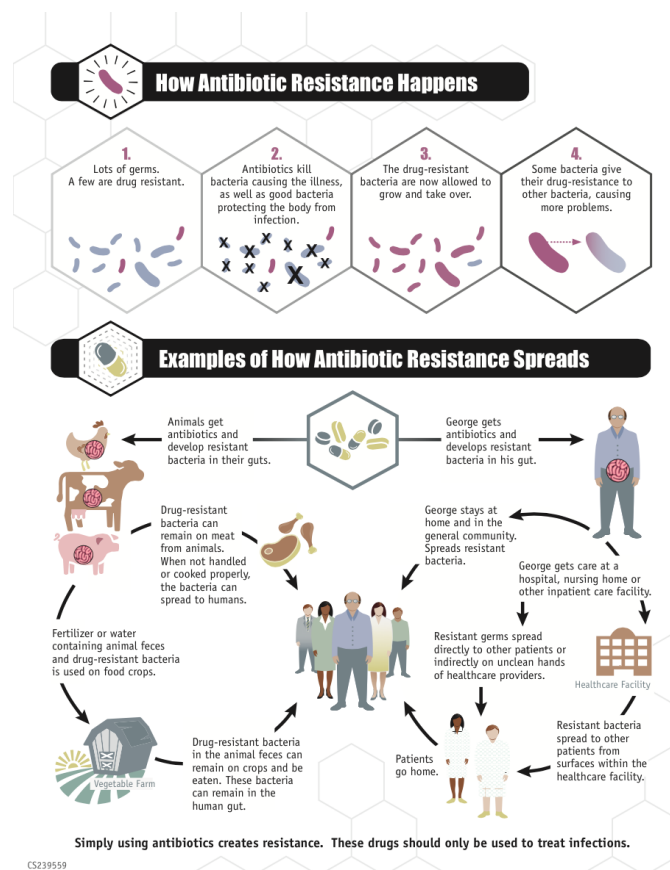 How Antibiotic Resistance Happens
1.
Lots of germs.
A few are drug resistant.
2.
Antibiotics kill
bacteria causing the illness,
as well as good bacteria
protecting the body from
infection.
3.
The drug-resistant
bacteria are now allowed to
grow and take over.
4.
Some bacteria give
their drug-resistance to
other bacteria, causing
more problems.
Examples of How Antibiotic Resistance Spreads
Animals get
antibiotics and
develop resistant
bacteria in their guts.
George gets
antibiotics and
develops resistant
bacteria in his gut.
Drug-resistant
bacteria can
remain on meat
from animals.
When not handled
or cooked properly,
the bacteria can
spread to humans.
George stays at
home and in the
general community.
Spreads resistant
bacteria.
George gets care at a
hospital, nursing home or
other inpatient care facility.
Fertilizer or water
containing animal feces
and drug-resistant bacteria
is used on food crops.
Resistant germs spread
directly to other patients or
indirectly on unclean hands
of healthcare providers.
Healthcare Facility
Drug-resistant bacteria
in the animal feces can
remain on crops and be
eaten. These bacteria
can remain in the
human gut.
Vegetable Farm
Patients
go home.
Resistant bacteria
spread to other
patients from
surfaces within the
healthcare facility.
Simply using antibiotics creates resistance. These drugs should only be used to treat infections.
CS239559